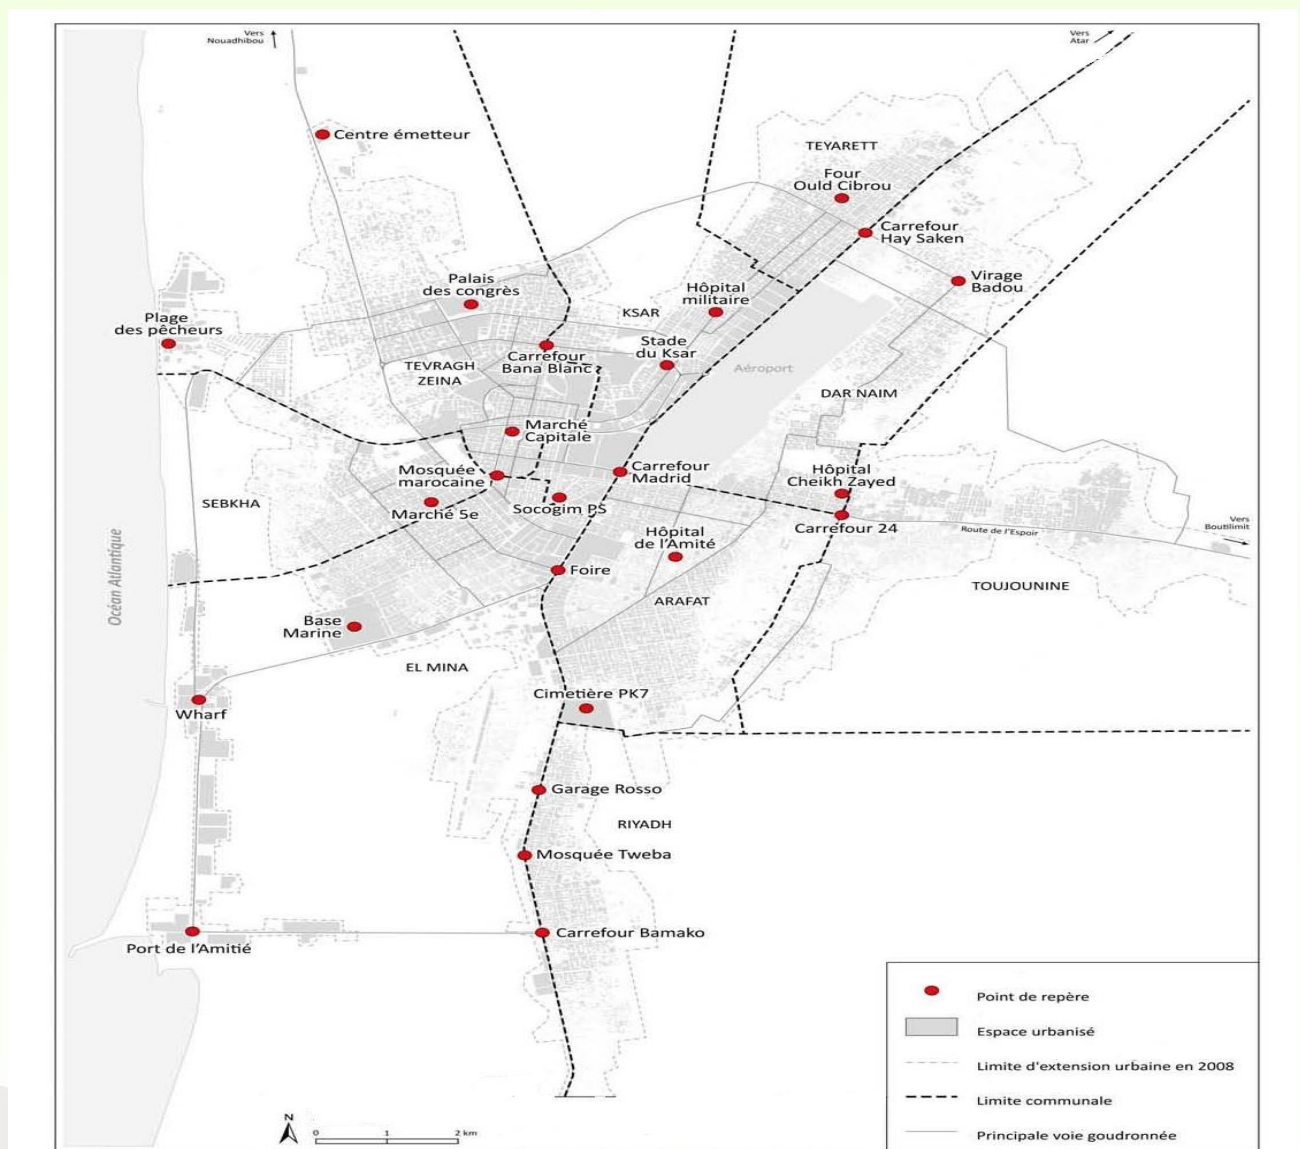 Vers
Nouadhibou
Vers
Atar
Centre émetteur
TEYARETT
Four
Ould Cibrou
Carrefour
Hay Saken
Virage
Badou
Palais
des congrès
Hôpital
militaire
KSAR
Plage
des pêcheurs
Stade
du Ksar
Carrefour
Bana Blanc
TEVRAGH
ZEINA
Aéroport
DAR NAIM
Marché
Capitale
Mosquée
marocaine
Carrefour
Madrid
Hôpital
Cheikh Zayed
SEBKHA
Marché 5e
Socogim PS
Carrefour 24
Route de l'Espoir
Vers
Boutilimit
Hôpital
de l'Amité
Océan Atlantique
Foire
TOUJOUNINE
ARAFAT
Base
Marine
EL MINA
Cimetière PK7
Wharf
Garage Rosso
RIYADH
Mosquée Tweba
Carrefour Bamako
Port de l'Amitié
Point de repère
Espace urbanisé
Limite d'extension urbaine en 2008
Limite communale
Principale voie goudronnée
N
0 1 2 km